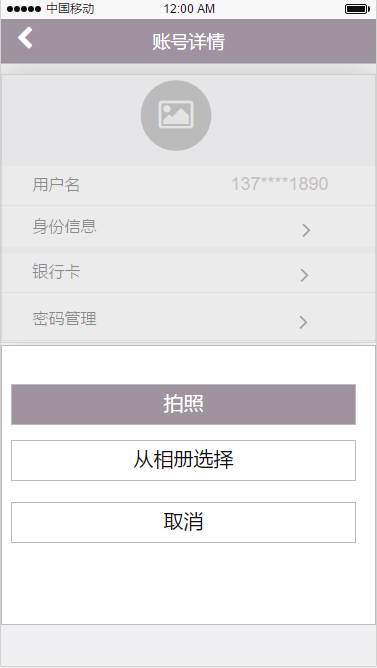 中国移动 12:00 AM
账号详情
用户名 137****1890
身份信息
银行卡
密码管理
拍照
从相册选择
取消